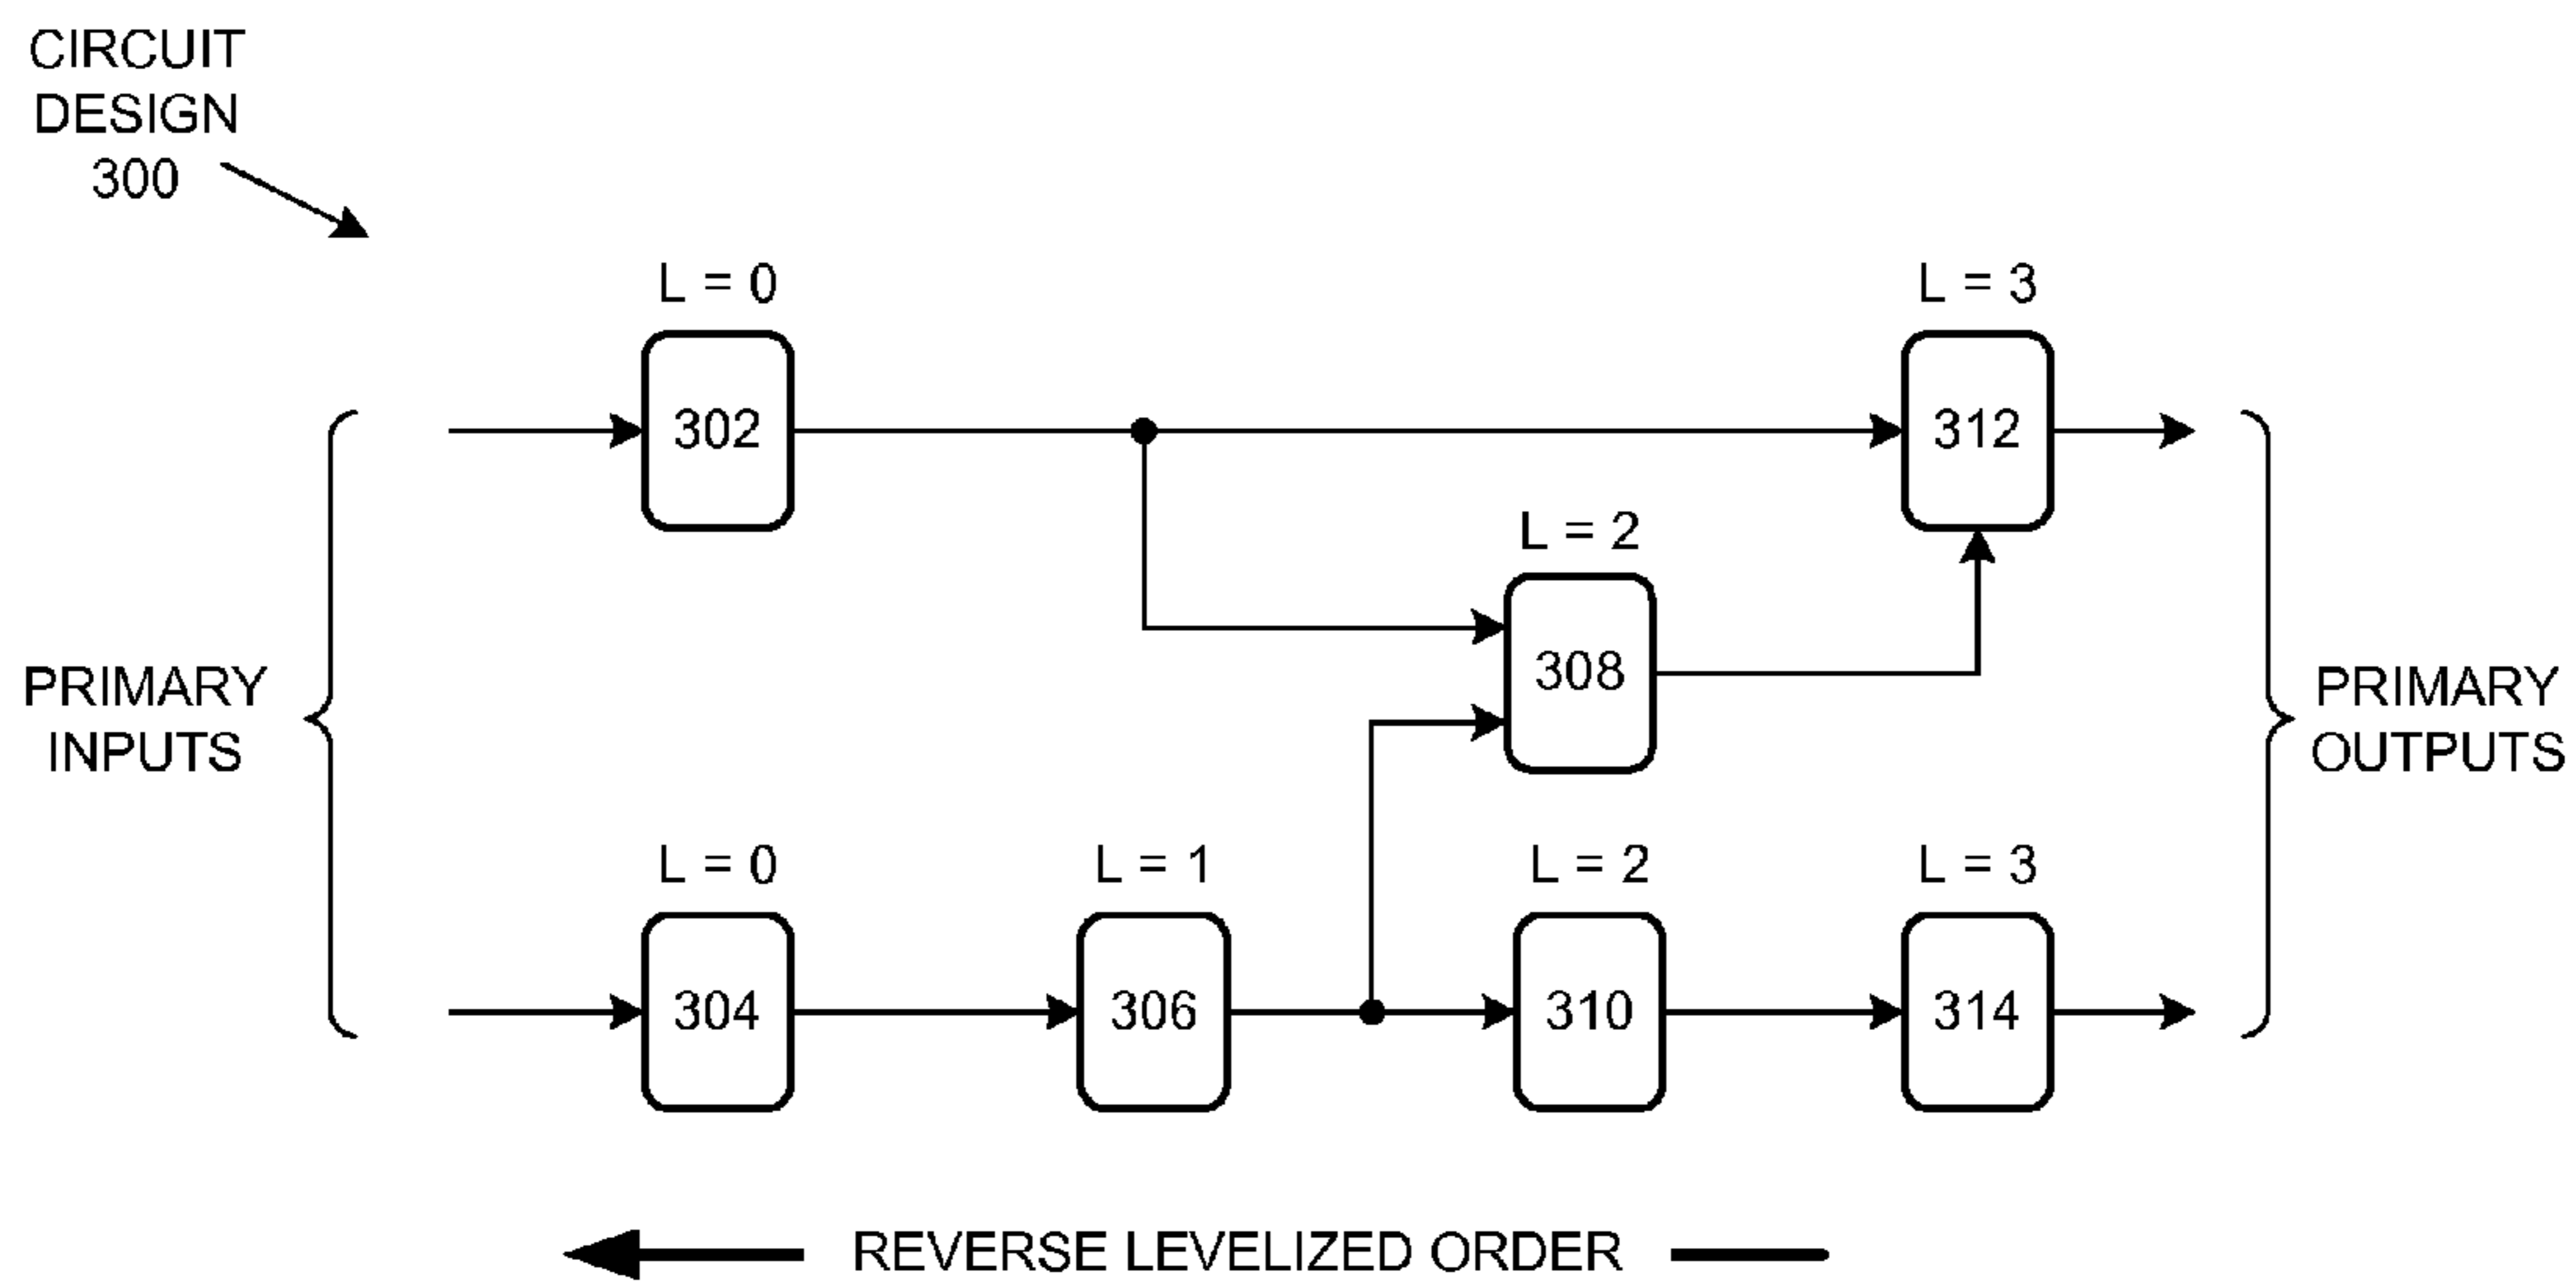 CIRCUIT
DESIGN
300
L = 0
L = 3
302
312
L = 2
308
PRIMARY
INPUTS
PRIMARY
OUTPUTS
L = 0
L = 1
L = 2
L = 3
304
306
310
314
REVERSE LEVELIZED ORDER